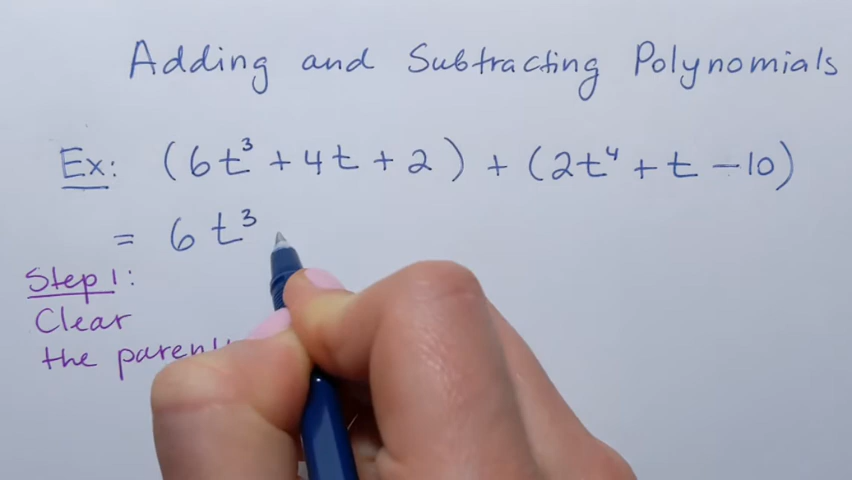 Adding and Subtracting Polynomials
Ex: (6t³ + 4t + 2) + (2t⁴ + t − 10)
= 6t³
Step 1:
Clear
the